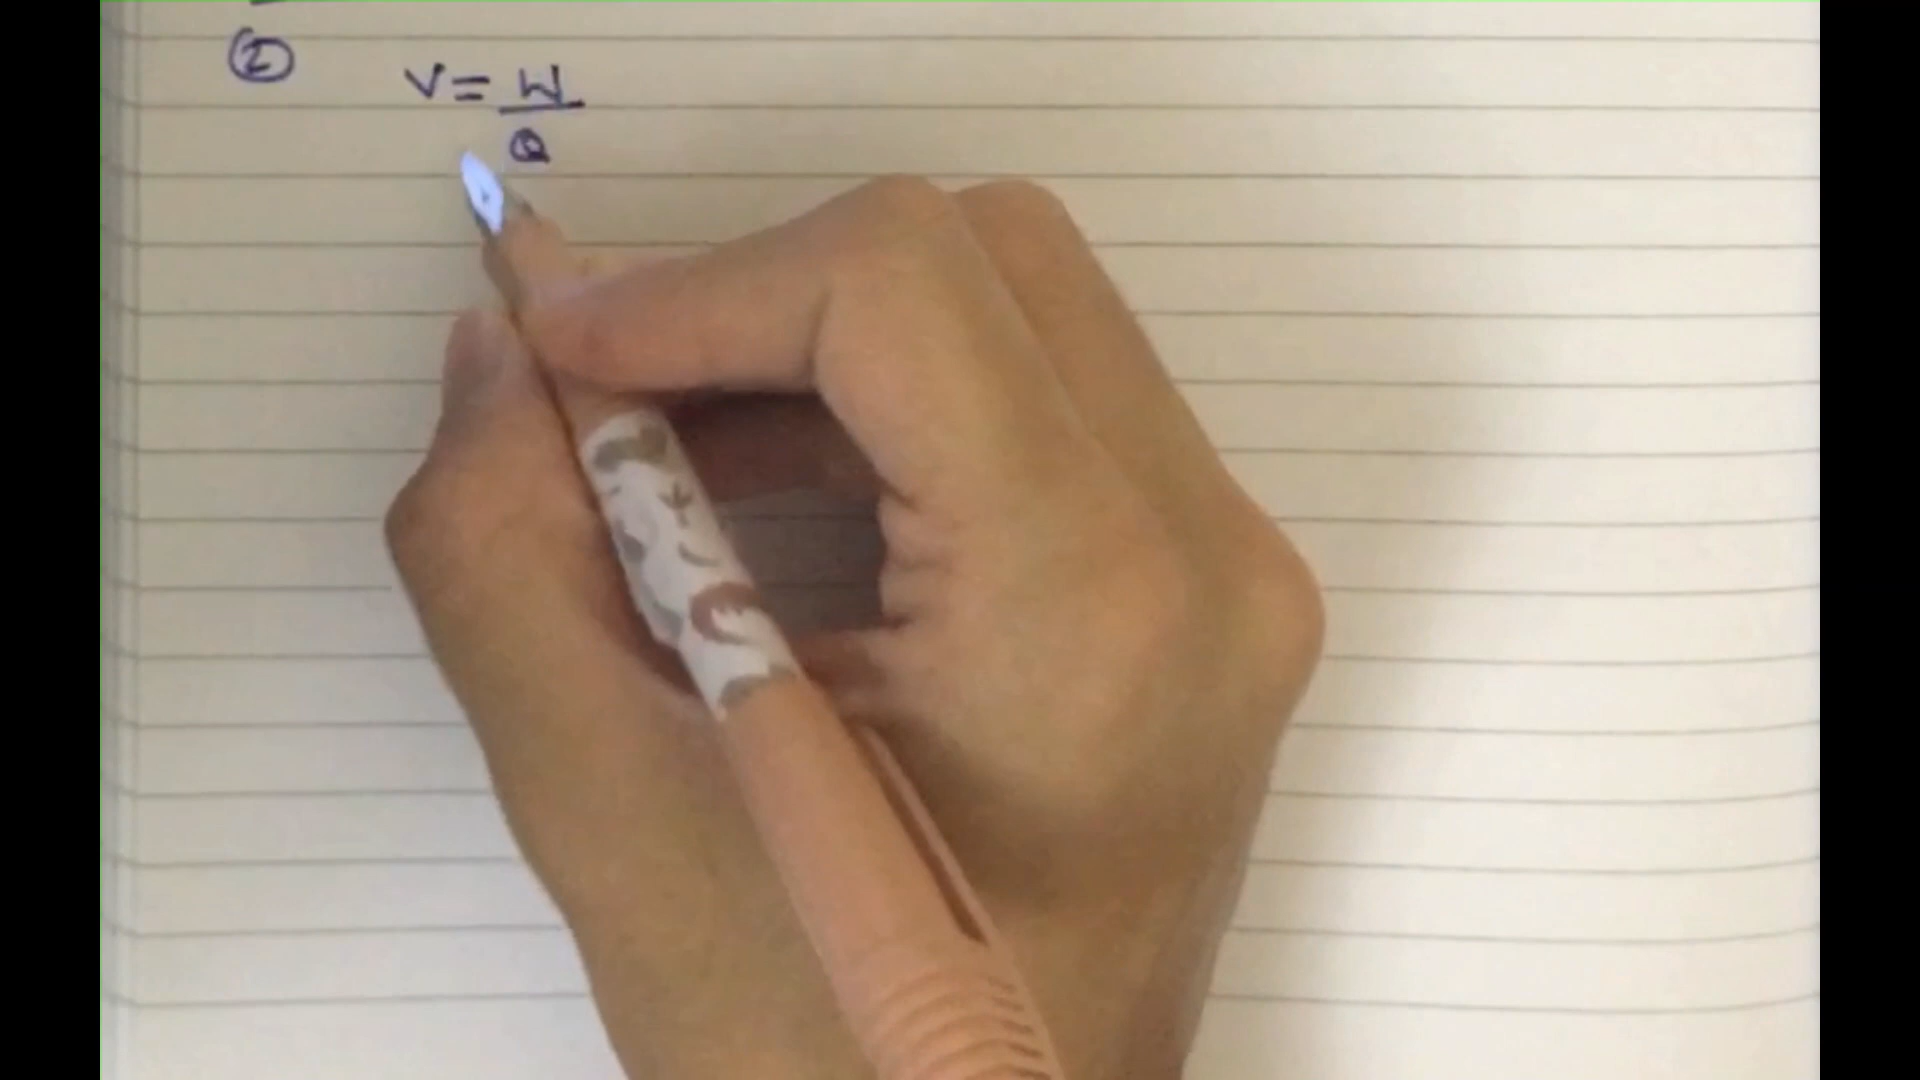 ②
V = W
Q